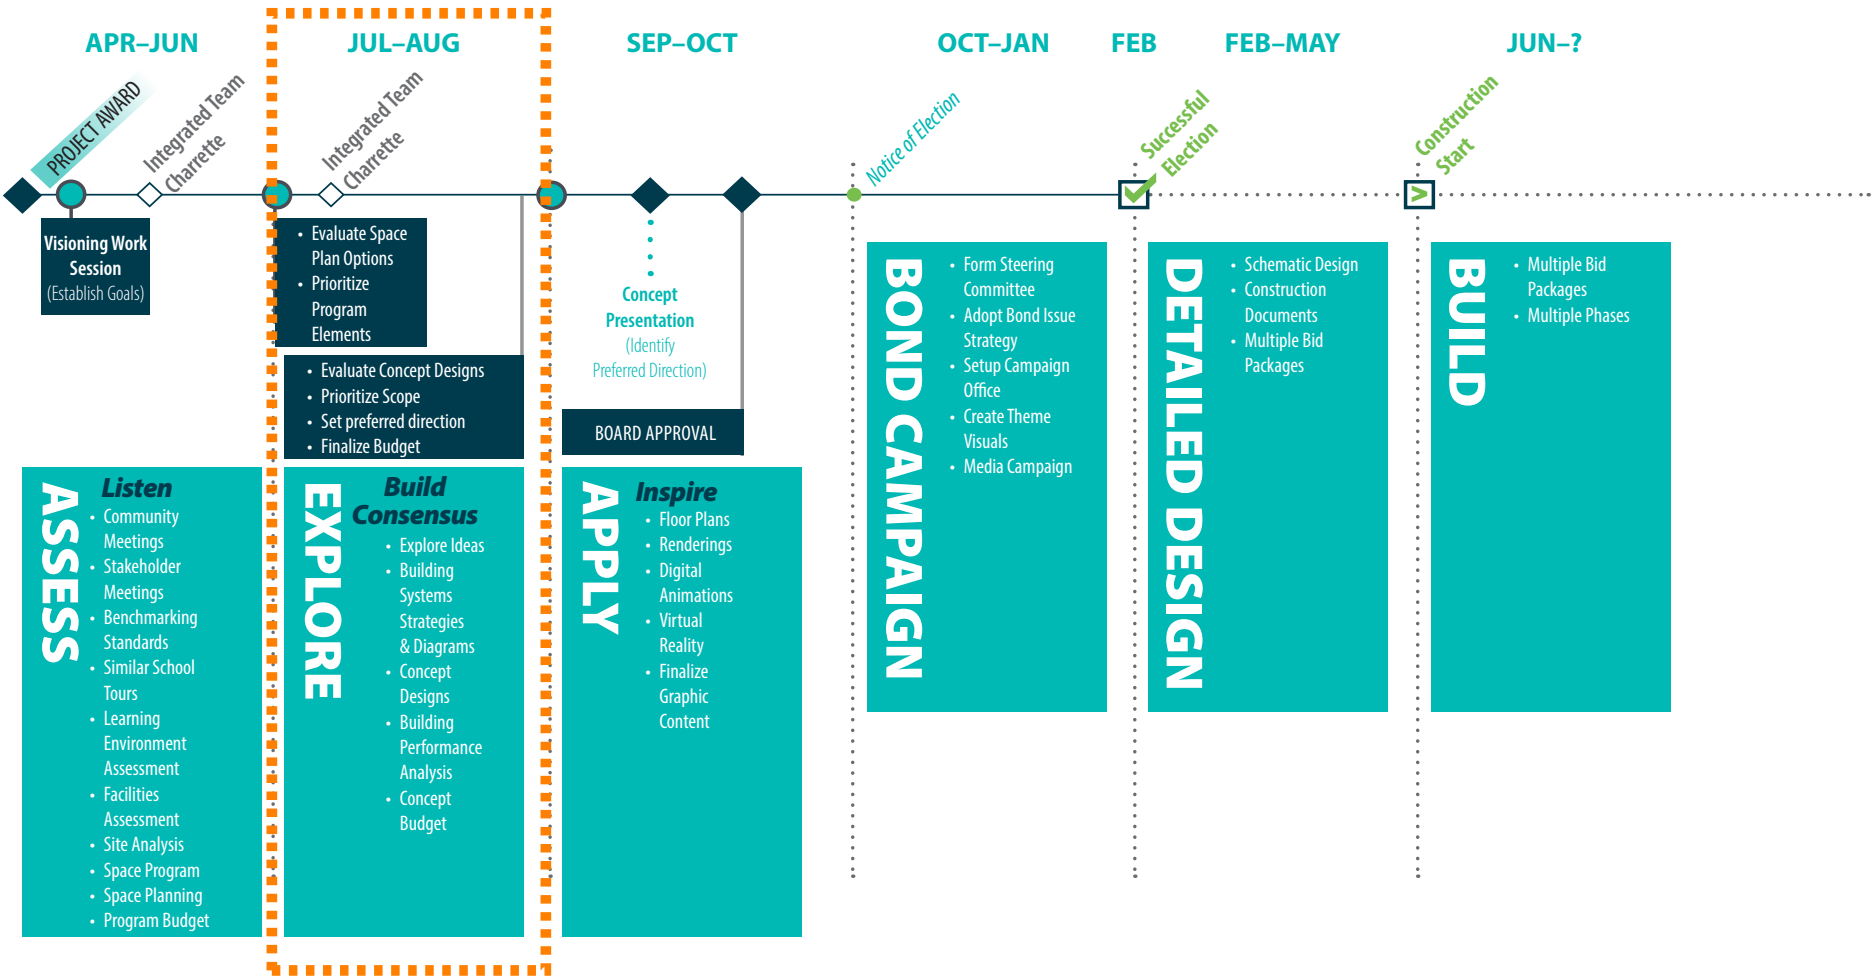 APR–JUN
JUL–AUG
SEP–OCT
OCT–JAN
FEB
FEB–MAY
JUN–?
PROJECT AWARD
Integrated Team
Charrette
Integrated Team
Charrette
Notice of Election
Successful
Election
Construction
Start
Visioning Work
Session
(Establish Goals)
• Evaluate Space
Plan Options
• Prioritize
Program
Elements
• Evaluate Concept Designs
• Prioritize Scope
• Set preferred direction
• Finalize Budget
Concept
Presentation
(Identify
Preferred Direction)
BOARD APPROVAL
ASSESS
Listen
• Community
Meetings
• Stakeholder
Meetings
• Benchmarking
Standards
• Similar School
Tours
• Learning
Environment
Assessment
• Facilities
Assessment
• Site Analysis
• Space Program
• Space Planning
• Program Budget
EXPLORE
Build
Consensus
• Explore Ideas
• Building
Systems
Strategies
& Diagrams
• Concept
Designs
• Building
Performance
Analysis
• Concept
Budget
APPLY
Inspire
• Floor Plans
• Renderings
• Digital
Animations
• Virtual
Reality
• Finalize
Graphic
Content
BOND CAMPAIGN
• Form Steering
Committee
• Adopt Bond Issue
Strategy
• Setup Campaign
Office
• Create Theme
Visuals
• Media Campaign
DETAILED DESIGN
• Schematic Design
• Construction
Documents
• Multiple Bid
Packages
BUILD
• Multiple Bid
Packages
• Multiple Phases